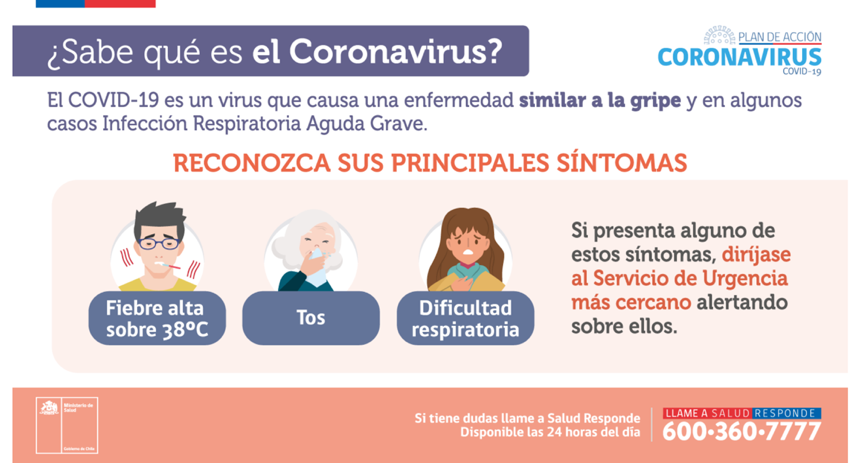 ¿Sabe qué es el Coronavirus?
PLAN DE ACCIÓN
CORONAVIRUS
COVID-19
El COVID-19 es un virus que causa una enfermedad similar a la gripe y en algunos
casos Infección Respiratoria Aguda Grave.
RECONOZCA SUS PRINCIPALES SÍNTOMAS
Fiebre alta
sobre 38ºC
Tos
Dificultad
respiratoria
Si presenta alguno de
estos síntomas, diríjase
al Servicio de Urgencia
más cercano alertando
sobre ellos.
Ministerio de
Salud
Gobierno de Chile
Si tiene dudas llame a Salud Responde
Disponible las 24 horas del día
LLAME A SALUD RESPONDE
600•360•7777